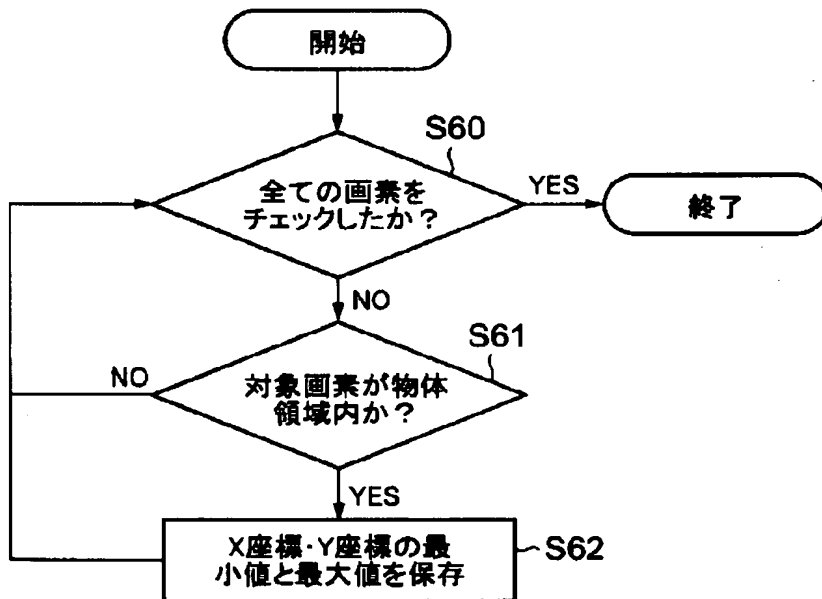 開始
S60
全ての画素を
チェックしたか？
YES
終了
NO
S61
NO
対象画素が物体
領域内か？
YES
X座標・Y座標の最
小値と最大値を保存
S62